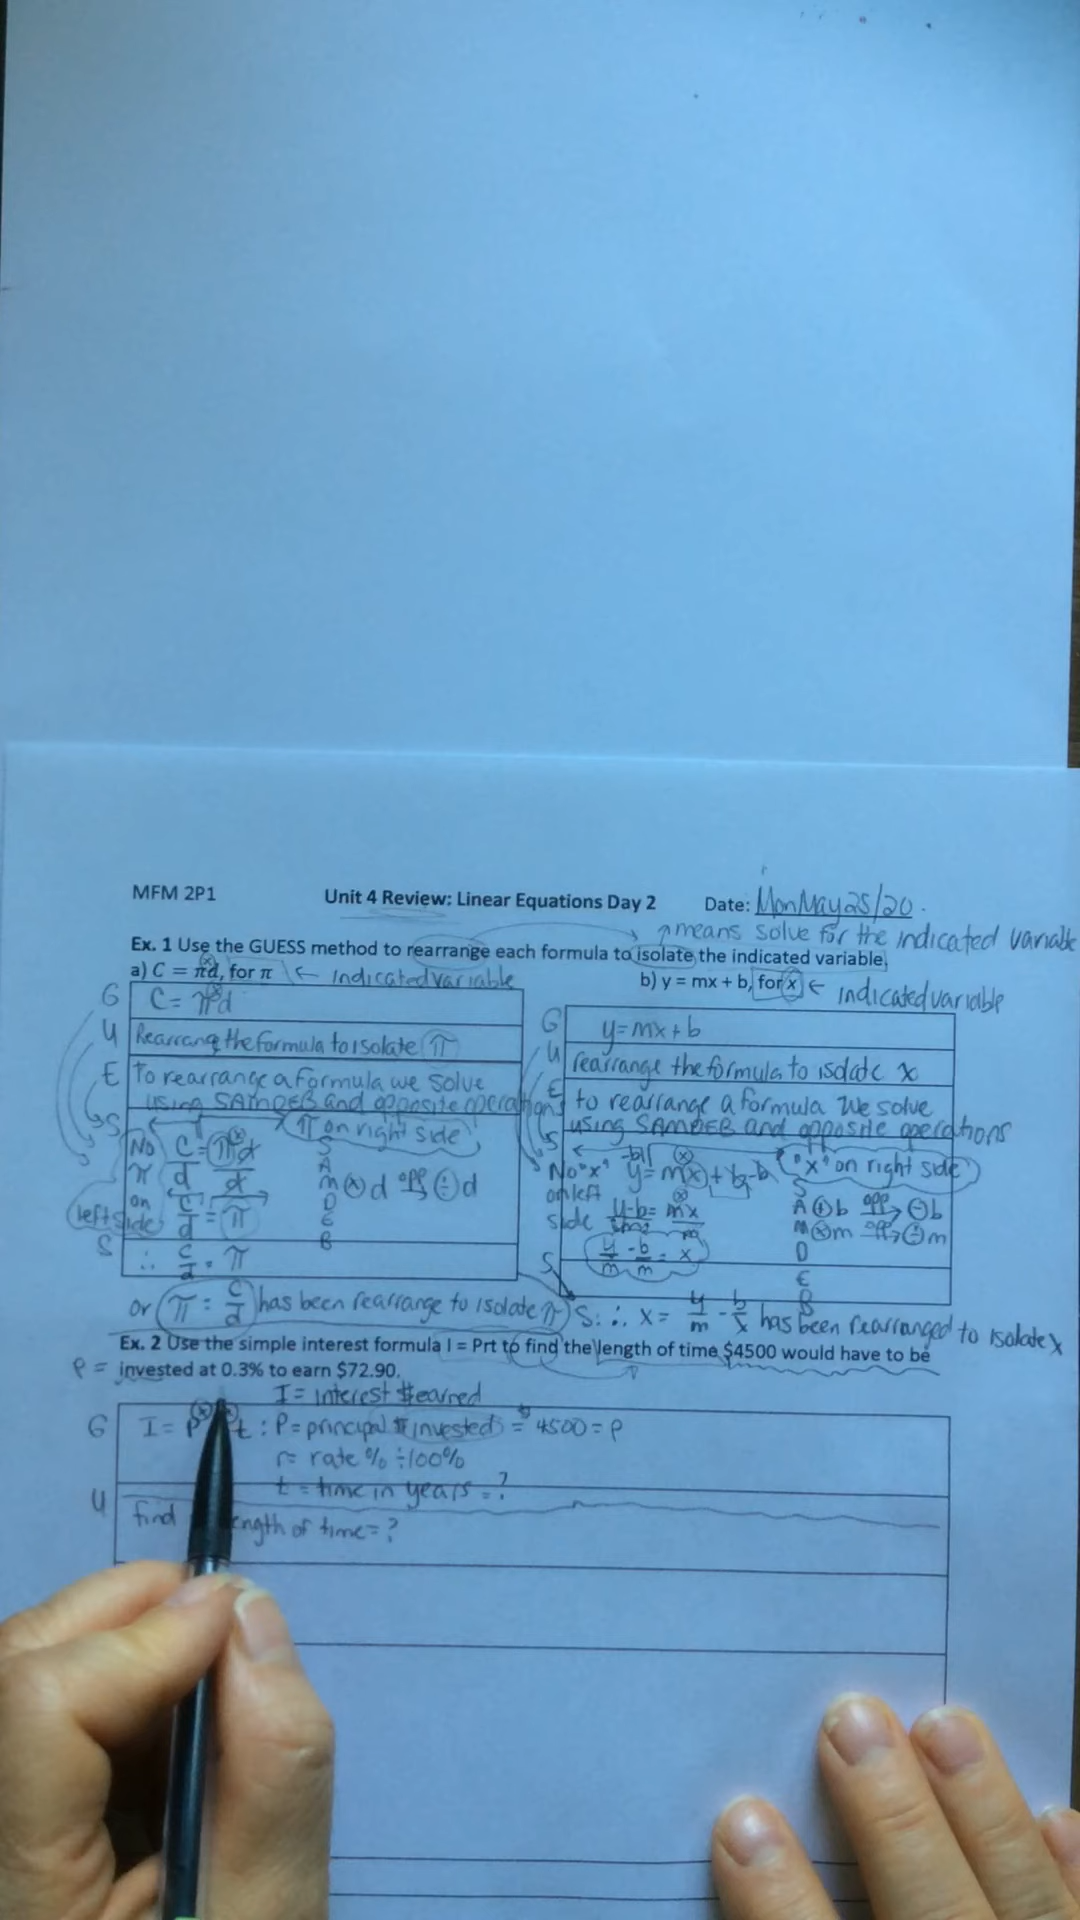 MFM 2P1
Unit 4 Review: Linear Equations Day 2
Date: Mon May 25/20.
↗ means solve for the indicated variable
Ex. 1 Use the GUESS method to rearrange each formula to isolate the indicated variable.
a) C = πd, for π ← indicated variable
G C = πd
U Rearrange the formula to isolate π
E To rearrange a formula we solve
using SAMDEB and opposite operations
S
No π on left side
π on right side
C = πd
d d
C/d = π
S
A
M ⊗ d opp → ÷ d
D
E
B
S ∴ C/d = π
or π = C/d has been rearrange to isolate π
b) y = mx + b, for x ← indicated variable
G y = mx + b
U rearrange the formula to isolate x
E to rearrange a formula we solve
using SAMDEB and opposite operations
S
No "x" on left side
"x" on right side
-b y = mx + b - b
y - b = mx
m
y/m - b/m = x
S
A ⊕ b opp → ⊖ b
M ⊗ m opp → ÷ m
D
E
B
S
S: ∴ x = y/m - b/x has been rearranged to isolate x
Ex. 2 Use the simple interest formula I = Prt to find the length of time $4500 would have to be
P = invested at 0.3% to earn $72.90.
I = interest $ earned
G I = P t : P = principal $ invested = 4500 = P
r = rate % ÷ 100%
t = time in years = ?
U find length of time = ?